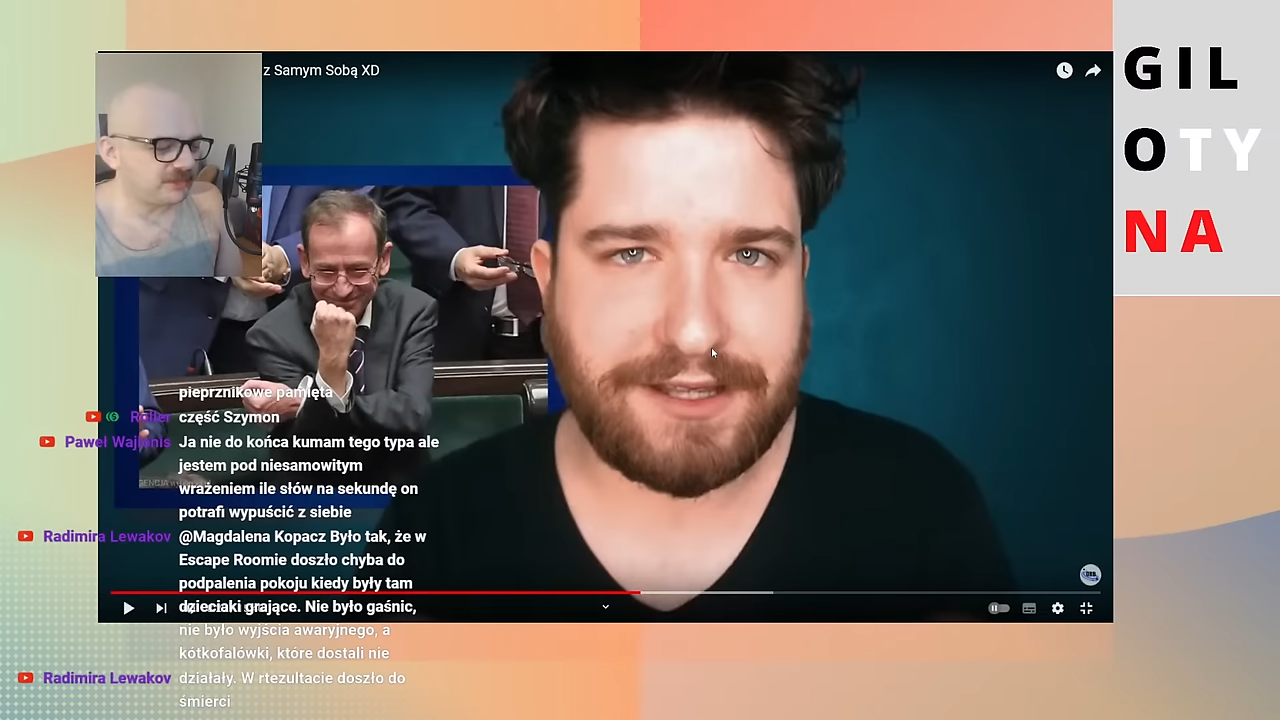 z Samym Sobą XD
GIL
OTY
NA
pieprznikowe pamięta
Roller część Szymon
Paweł Wajlonis Ja nie do końca kumam tego typa ale
jestem pod niesamowitym
wrażeniem ile słów na sekundę on
potrafi wypuścić z siebie
Radimira Lewakov @Magdalena Kopacz Było tak, że w
Escape Roomie doszło chyba do
podpalenia pokoju kiedy były tam
dzieciaki grające. Nie było gaśnic,
nie było wyjścia awaryjnego, a
kótkofalówki, które dostali nie
Radimira Lewakov działały. W rtezultacie doszło do
śmierci